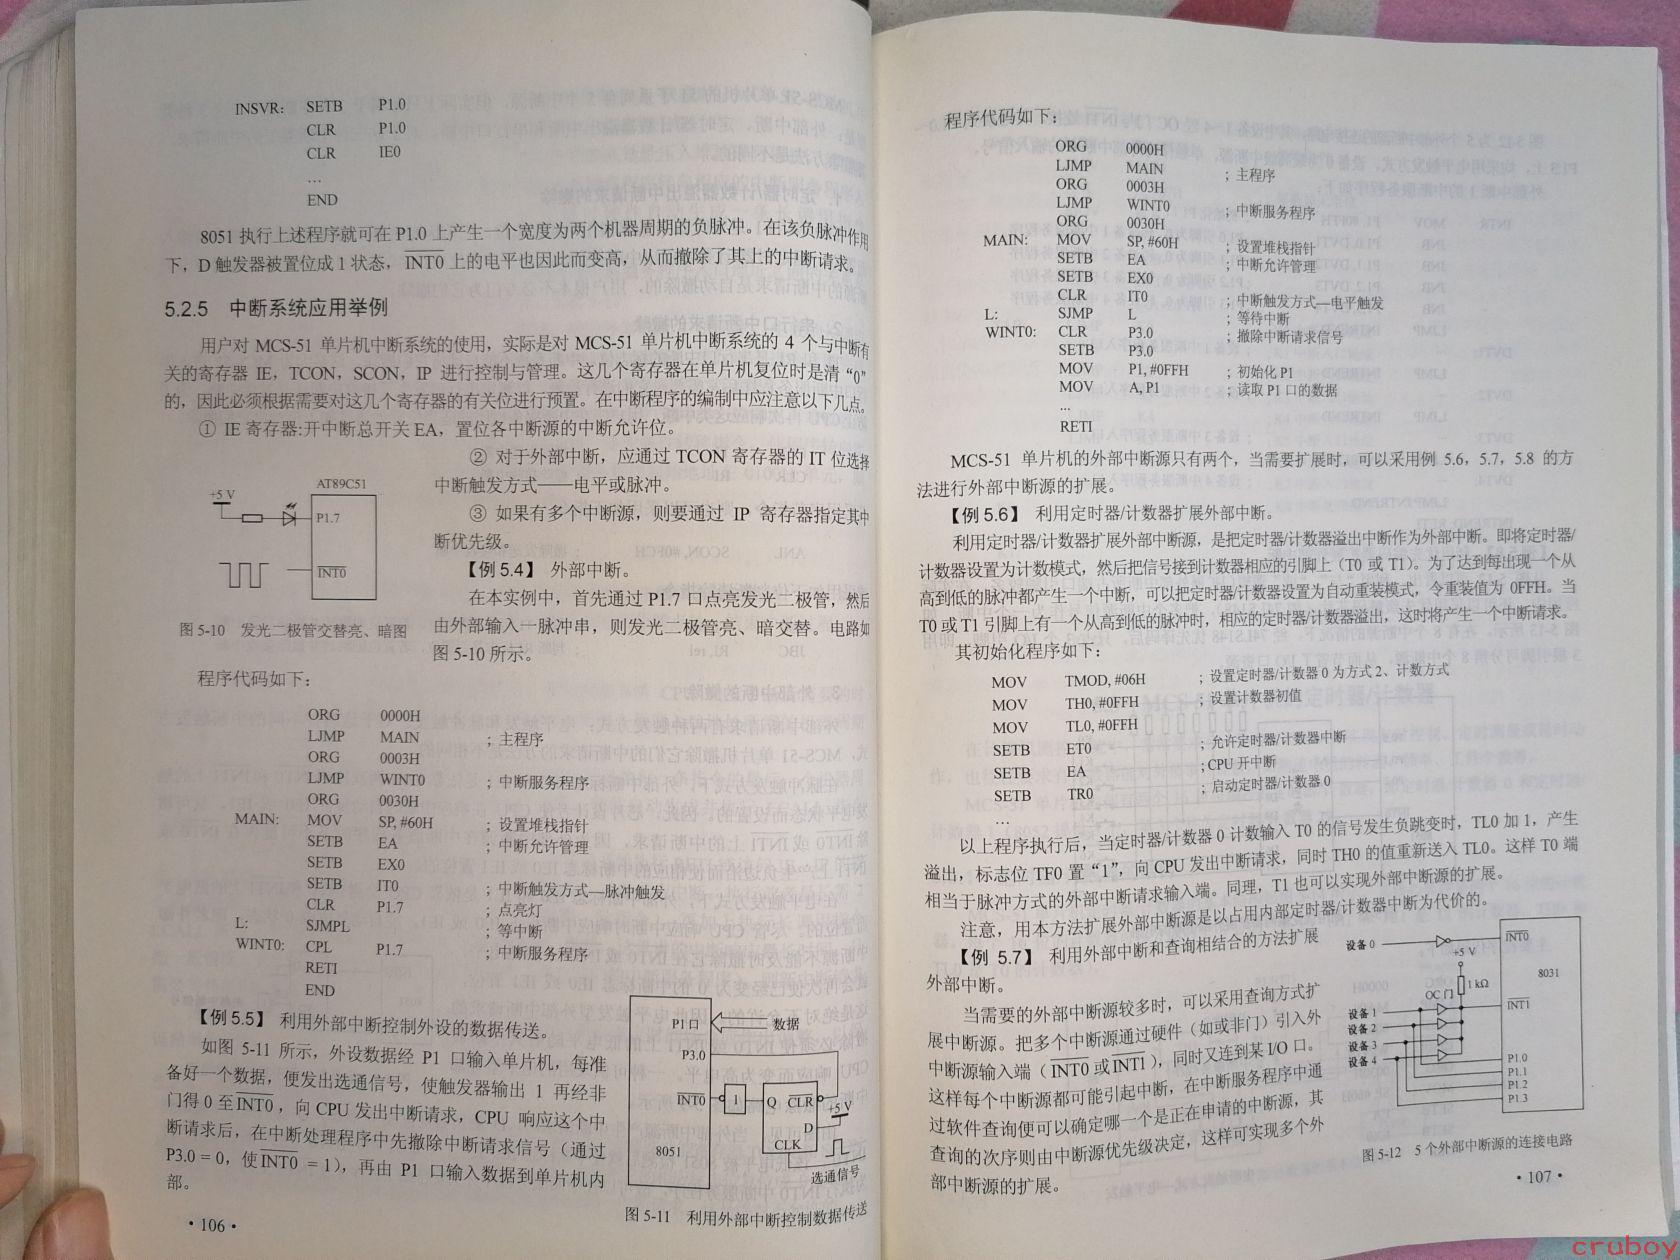 INSVR: SETB P1.0
CLR P1.0
CLR IE0
…
END
8051 执行上述程序就可在 P1.0 上产生一个宽度为两个机器周期的负脉冲。在该负脉冲作用
下，D 触发器被置位成 1 状态，INT0 上的电平也因此而变高，从而撤除了其上的中断请求。
5.2.5 中断系统应用举例
用户对 MCS-51 单片机中断系统的使用，实际是对 MCS-51 单片机中断系统的 4 个与中断有
关的寄存器 IE，TCON，SCON，IP 进行控制与管理。这几个寄存器在单片机复位时是清“0”
的，因此必须根据需要对这几个寄存器的有关位进行预置。在中断程序的编制中应注意以下几点。
① IE 寄存器:开中断总开关 EA，置位各中断源的中断允许位。
② 对于外部中断，应通过 TCON 寄存器的 IT 位选择
中断触发方式——电平或脉冲。
③ 如果有多个中断源，则要通过 IP 寄存器指定其中
断优先级。
【例 5.4】 外部中断。
在本实例中，首先通过 P1.7 口点亮发光二极管，然后
由外部输入一脉冲串，则发光二极管亮、暗交替。电路如
图 5-10 所示。
+5 V
AT89C51
P1.7
INT0
图 5-10 发光二极管交替亮、暗图
程序代码如下：
ORG 0000H
LJMP MAIN ；主程序
ORG 0003H
LJMP WINT0 ；中断服务程序
ORG 0030H
MAIN: MOV SP, #60H ；设置堆栈指针
SETB EA ；中断允许管理
SETB EX0
SETB IT0 ；中断触发方式—脉冲触发
CLR P1.7 ；点亮灯
L: SJMPL ；等中断
WINT0: CPL P1.7 ；中断服务程序
RETI
END
【例 5.5】 利用外部中断控制外设的数据传送。
如图 5-11 所示，外设数据经 P1 口输入单片机，每准
备好一个数据，便发出选通信号，使触发器输出 1 再经非
门得 0 至INT0，向 CPU 发出中断请求，CPU 响应这个中
断请求后，在中断处理程序中先撤除中断请求信号（通过
P3.0 = 0，使INT0 = 1），再由 P1 口输入数据到单片机内
部。
P1 口
数据
P3.0
INT0
1
Q CLR
+5 V
D
CLK
8051
选通信号
图 5-11 利用外部中断控制数据传送
·106·
程序代码如下：
ORG 0000H
LJMP MAIN ；主程序
ORG 0003H
LJMP WINT0 ；中断服务程序
ORG 0030H
MAIN: MOV SP, #60H ；设置堆栈指针
SETB EA ；中断允许管理
SETB EX0
CLR IT0 ；中断触发方式—电平触发
L: SJMP L ；等待中断
WINT0: CLR P3.0 ；撤除中断请求信号
SETB P3.0
MOV P1, #0FFH ；初始化 P1
MOV A, P1 ；读取 P1 口的数据
...
RETI
MCS-51 单片机的外部中断源只有两个，当需要扩展时，可以采用例 5.6，5.7，5.8 的方
法进行外部中断源的扩展。
【例 5.6】 利用定时器/计数器扩展外部中断。
利用定时器/计数器扩展外部中断源，是把定时器/计数器溢出中断作为外部中断。即将定时器/
计数器设置为计数模式，然后把信号接到计数器相应的引脚上（T0 或 T1）。为了达到每出现一个从
高到低的脉冲都产生一个中断，可以把定时器/计数器设置为自动重装模式，令重装值为 0FFH。当
T0 或 T1 引脚上有一个从高到低的脉冲时，相应的定时器/计数器溢出，这时将产生一个中断请求。
其初始化程序如下：
MOV TMOD, #06H ；设置定时器/计数器 0 为方式 2、计数方式
MOV TH0, #0FFH ；设置计数器初值
MOV TL0, #0FFH
SETB ET0 ；允许定时器/计数器中断
SETB EA ；CPU 开中断
SETB TR0 ；启动定时器/计数器 0
…
以上程序执行后，当定时器/计数器 0 计数输入 T0 的信号发生负跳变时，TL0 加 1，产生
溢出，标志位 TF0 置“1”，向 CPU 发出中断请求，同时 TH0 的值重新送入 TL0。这样 T0 端
相当于脉冲方式的外部中断请求输入端。同理，T1 也可以实现外部中断源的扩展。
注意，用本方法扩展外部中断源是以占用内部定时器/计数器中断为代价的。
【例 5.7】 利用外部中断和查询相结合的方法扩展
外部中断。
当需要的外部中断源较多时，可以采用查询方式扩
展中断源。把多个中断源通过硬件（如或非门）引入外
中断源输入端（INT0 或INT1），同时又连到某 I/O 口。
这样每个中断源都可能引起中断，在中断服务程序中通
过软件查询便可以确定哪一个是正在申请的中断源，其
查询的次序则由中断源优先级决定，这样可实现多个外
部中断源的扩展。
设备 0
INT0
+5 V
8031
1 kΩ
OC 门
INT1
设备 1
设备 2
设备 3
设备 4
P1.0
P1.1
P1.2
P1.3
图 5-12 5 个外部中断源的连接电路
·107·
cruboy